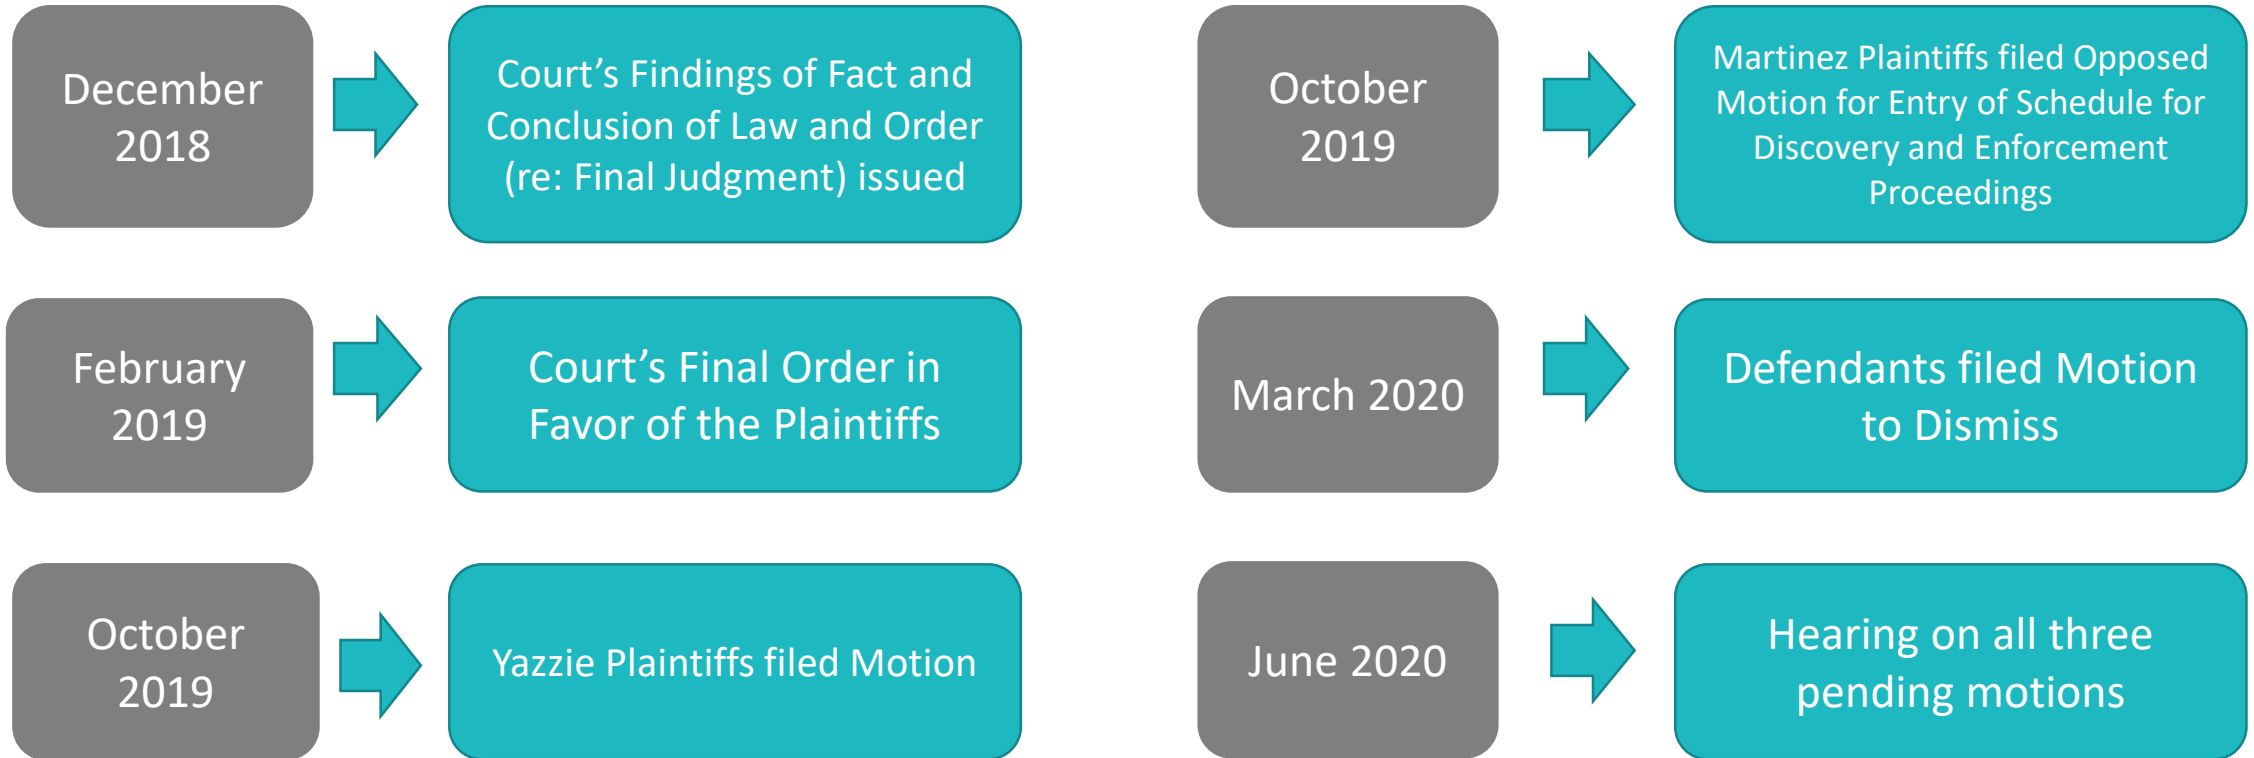 December
2018
Court’s Findings of Fact and
Conclusion of Law and Order
(re: Final Judgment) issued
February
2019
Court’s Final Order in
Favor of the Plaintiffs
October
2019
Yazzie Plaintiffs filed Motion
October
2019
Martinez Plaintiffs filed Opposed
Motion for Entry of Schedule for
Discovery and Enforcement
Proceedings
March 2020
Defendants filed Motion
to Dismiss
June 2020
Hearing on all three
pending motions